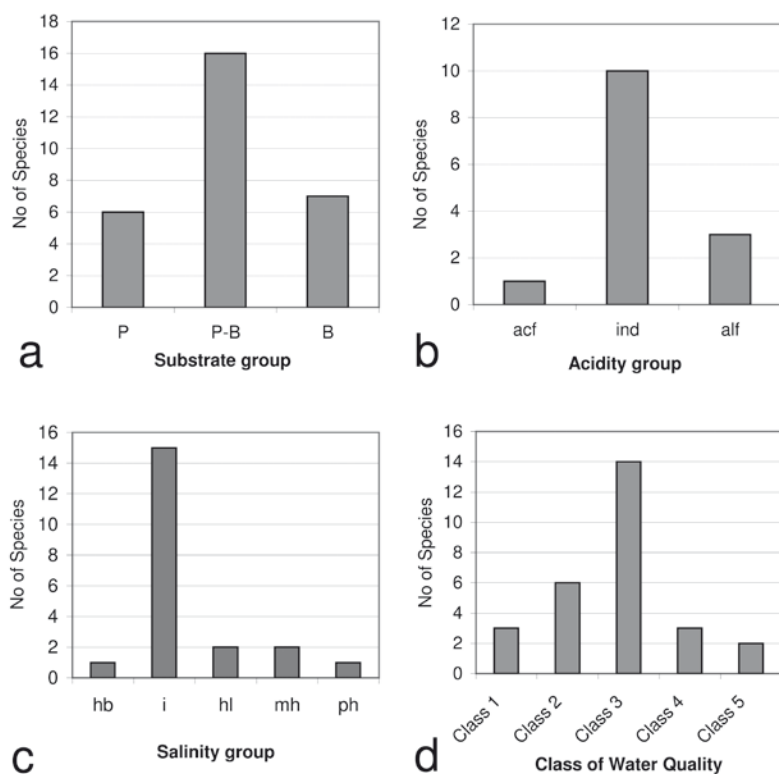 18
16
14
12
10
8
6
4
2
0
No of Species
P P-B B
Substrate group
a
12
10
8
6
4
2
0
No of Species
acf ind alf
Acidity group
b
16
14
12
10
8
6
4
2
0
No of Species
hb i hl mh ph
Salinity group
c
16
14
12
10
8
6
4
2
0
No of Species
Class 1 Class 2 Class 3 Class 4 Class 5
Class of Water Quality
d